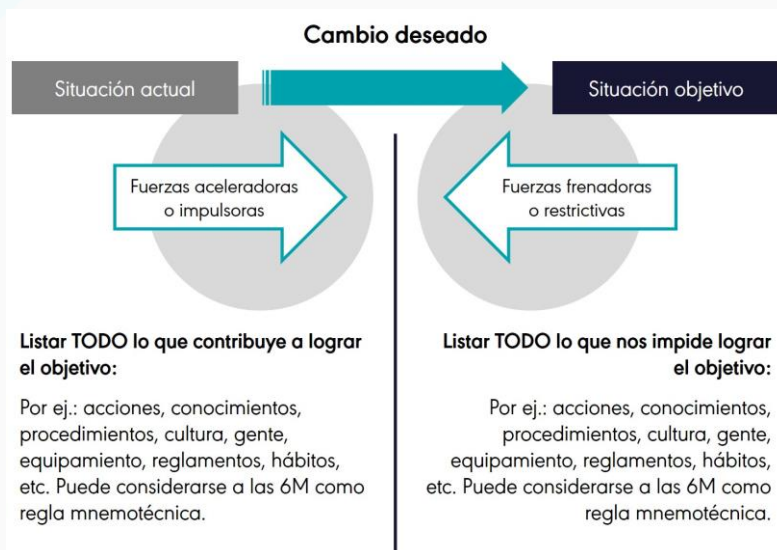 Cambio deseado
Situación actual
Situación objetivo
Fuerzas aceleradoras
o impulsoras
Fuerzas frenadoras
o restrictivas
Listar TODO lo que contribuye a lograr
el objetivo:
Por ej.: acciones, conocimientos,
procedimientos, cultura, gente,
equipamiento, reglamentos, hábitos,
etc. Puede considerarse a las 6M como
regla mnemotécnica.
Listar TODO lo que nos impide lograr
el objetivo:
Por ej.: acciones, conocimientos,
procedimientos, cultura, gente,
equipamiento, reglamentos, hábitos,
etc. Puede considerarse a las 6M como
regla mnemotécnica.